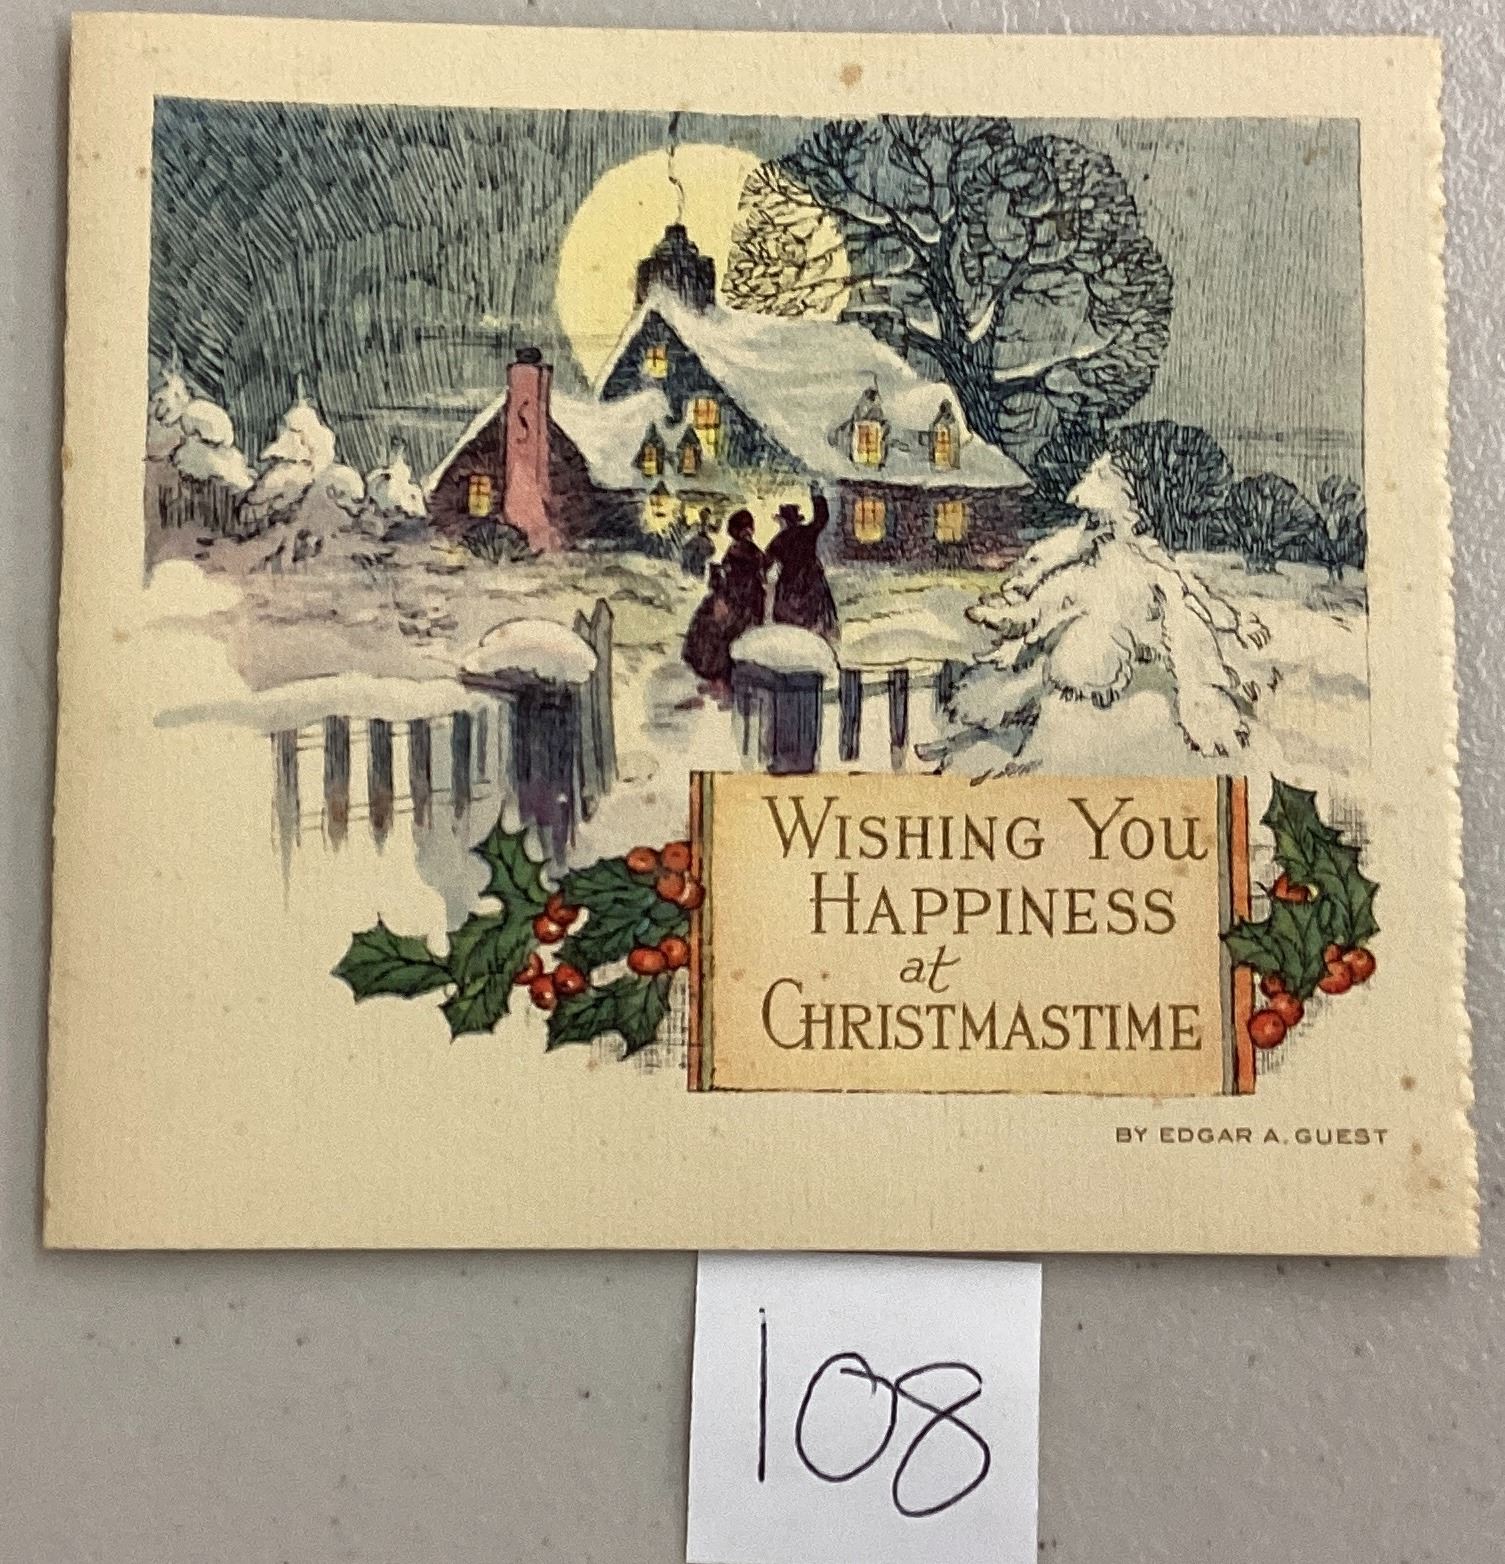 WISHING YOU
HAPPINESS
at
CHRISTMASTIME
BY EDGAR A. GUEST
108